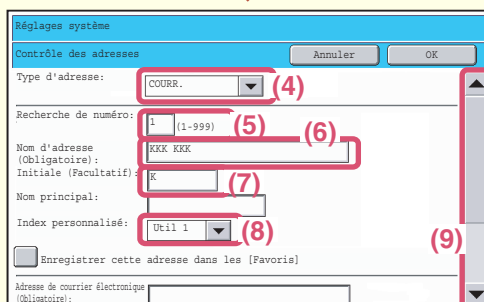 Réglages système
Contrôle des adresses
Annuler
OK
Type d'adresse:
COURR.
(4)
Recherche de numéro:
1
(1-999)
(5)
Nom d'adresse
(Obligatoire):
KKK KKK
(6)
Initiale (Facultatif):
K
(7)
Nom principal:
Index personnalisé:
Util 1
(8)
(9)
Enregistrer cette adresse dans les [Favoris]
Adresse de courrier électronique
(Obligatoire):